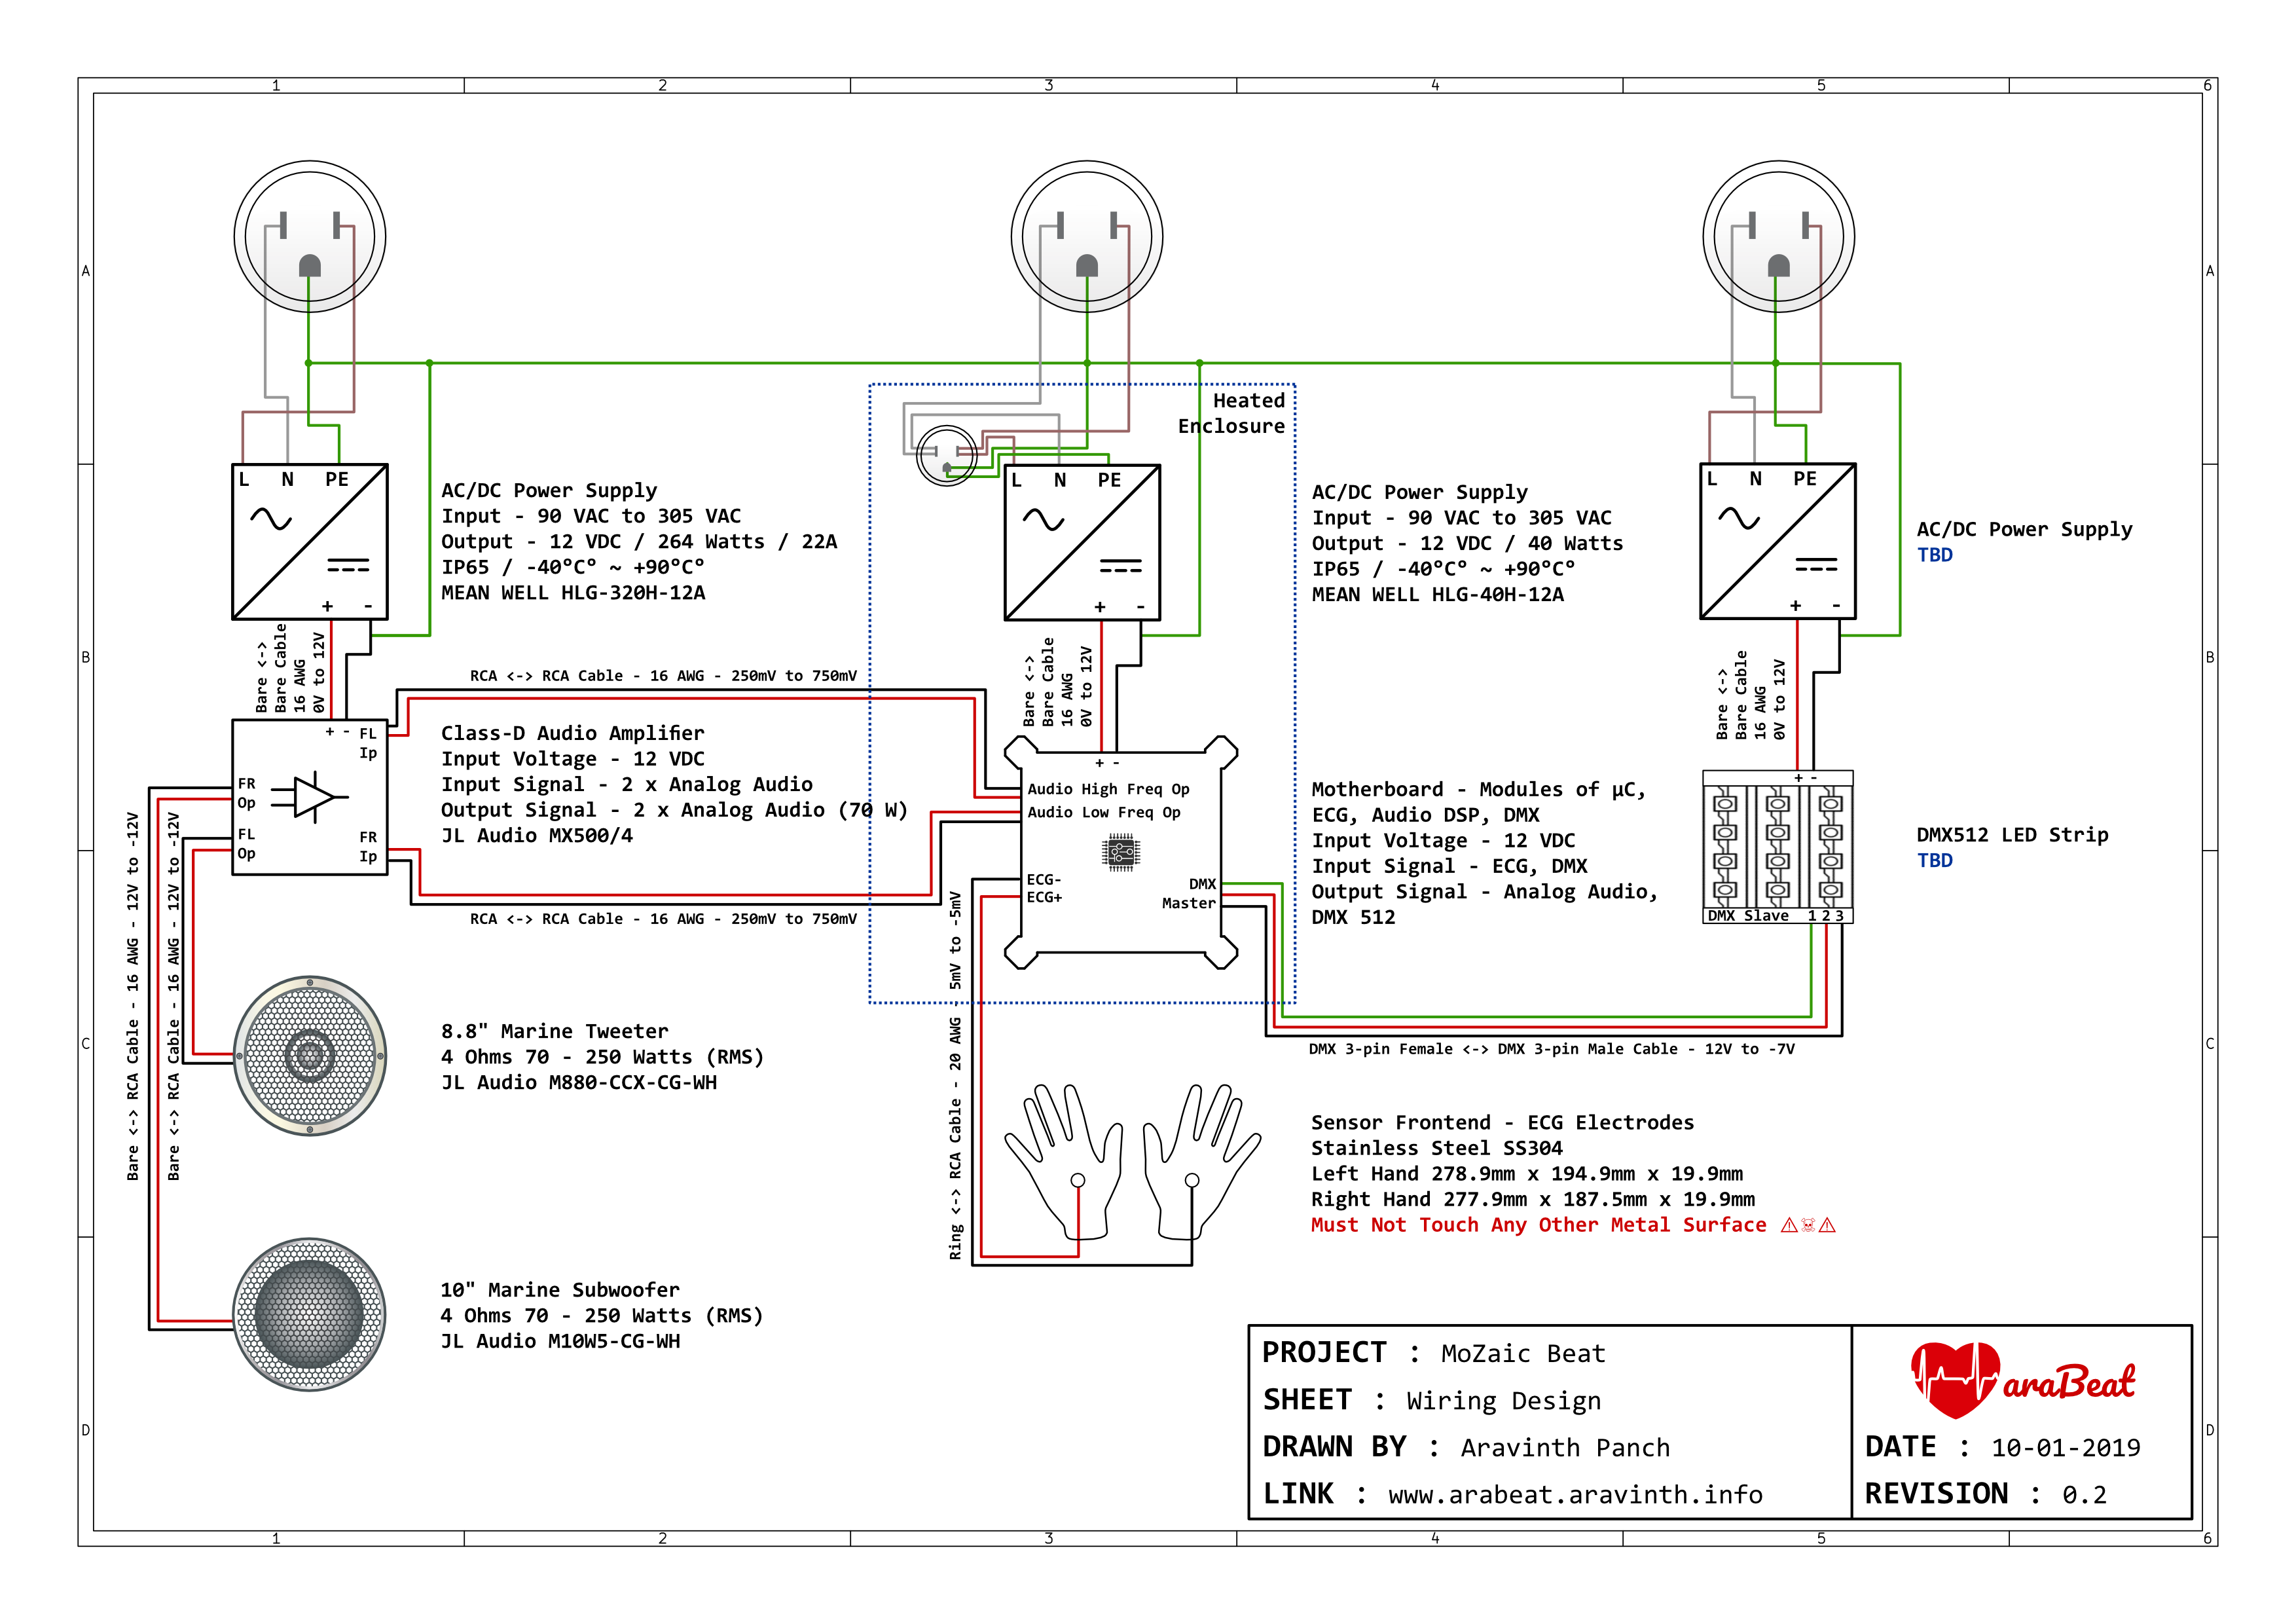 1 2 3 4 5 6
A
A
Heated
Enclosure
L N PE
+ -
AC/DC Power Supply
Input - 90 VAC to 305 VAC
Output - 12 VDC / 264 Watts / 22A
IP65 / -40°C° ~ +90°C°
MEAN WELL HLG-320H-12A
L N PE
+ -
AC/DC Power Supply
Input - 90 VAC to 305 VAC
Output - 12 VDC / 40 Watts
IP65 / -40°C° ~ +90°C°
MEAN WELL HLG-40H-12A
L N PE
+ -
AC/DC Power Supply
TBD
B
B
Bare <->
Bare Cable
16 AWG
0V to 12V
Bare <->
Bare Cable
16 AWG
0V to 12V
Bare <->
Bare Cable
16 AWG
0V to 12V
RCA <-> RCA Cable - 16 AWG - 250mV to 750mV
+ - FL
Ip
FR
Op
FL
Op
FR
Ip
Class-D Audio Amplifier
Input Voltage - 12 VDC
Input Signal - 2 x Analog Audio
Output Signal - 2 x Analog Audio (70 W)
JL Audio MX500/4
RCA <-> RCA Cable - 16 AWG - 250mV to 750mV
+ -
Audio High Freq Op
Audio Low Freq Op
ECG-
ECG+
DMX
Master
Motherboard - Modules of µC,
ECG, Audio DSP, DMX
Input Voltage - 12 VDC
Input Signal - ECG, DMX
Output Signal - Analog Audio,
DMX 512
+ -
DMX Slave 1 2 3
DMX512 LED Strip
TBD
Bare <-> RCA Cable - 16 AWG - 12V to -12V
Bare <-> RCA Cable - 16 AWG - 12V to -12V
Ring <-> RCA Cable - 20 AWG - 5mV to -5mV
C
C
8.8" Marine Tweeter
4 Ohms 70 - 250 Watts (RMS)
JL Audio M880-CCX-CG-WH
DMX 3-pin Female <-> DMX 3-pin Male Cable - 12V to -7V
Sensor Frontend - ECG Electrodes
Stainless Steel SS304
Left Hand 278.9mm x 194.9mm x 19.9mm
Right Hand 277.9mm x 187.5mm x 19.9mm
Must Not Touch Any Other Metal Surface ⚠☠⚠
10" Marine Subwoofer
4 Ohms 70 - 250 Watts (RMS)
JL Audio M10W5-CG-WH
D
D
PROJECT : MoZaic Beat
SHEET : Wiring Design
DRAWN BY : Aravinth Panch
LINK : www.arabeat.aravinth.info
araBeat
DATE : 10-01-2019
REVISION : 0.2
1 2 3 4 5 6